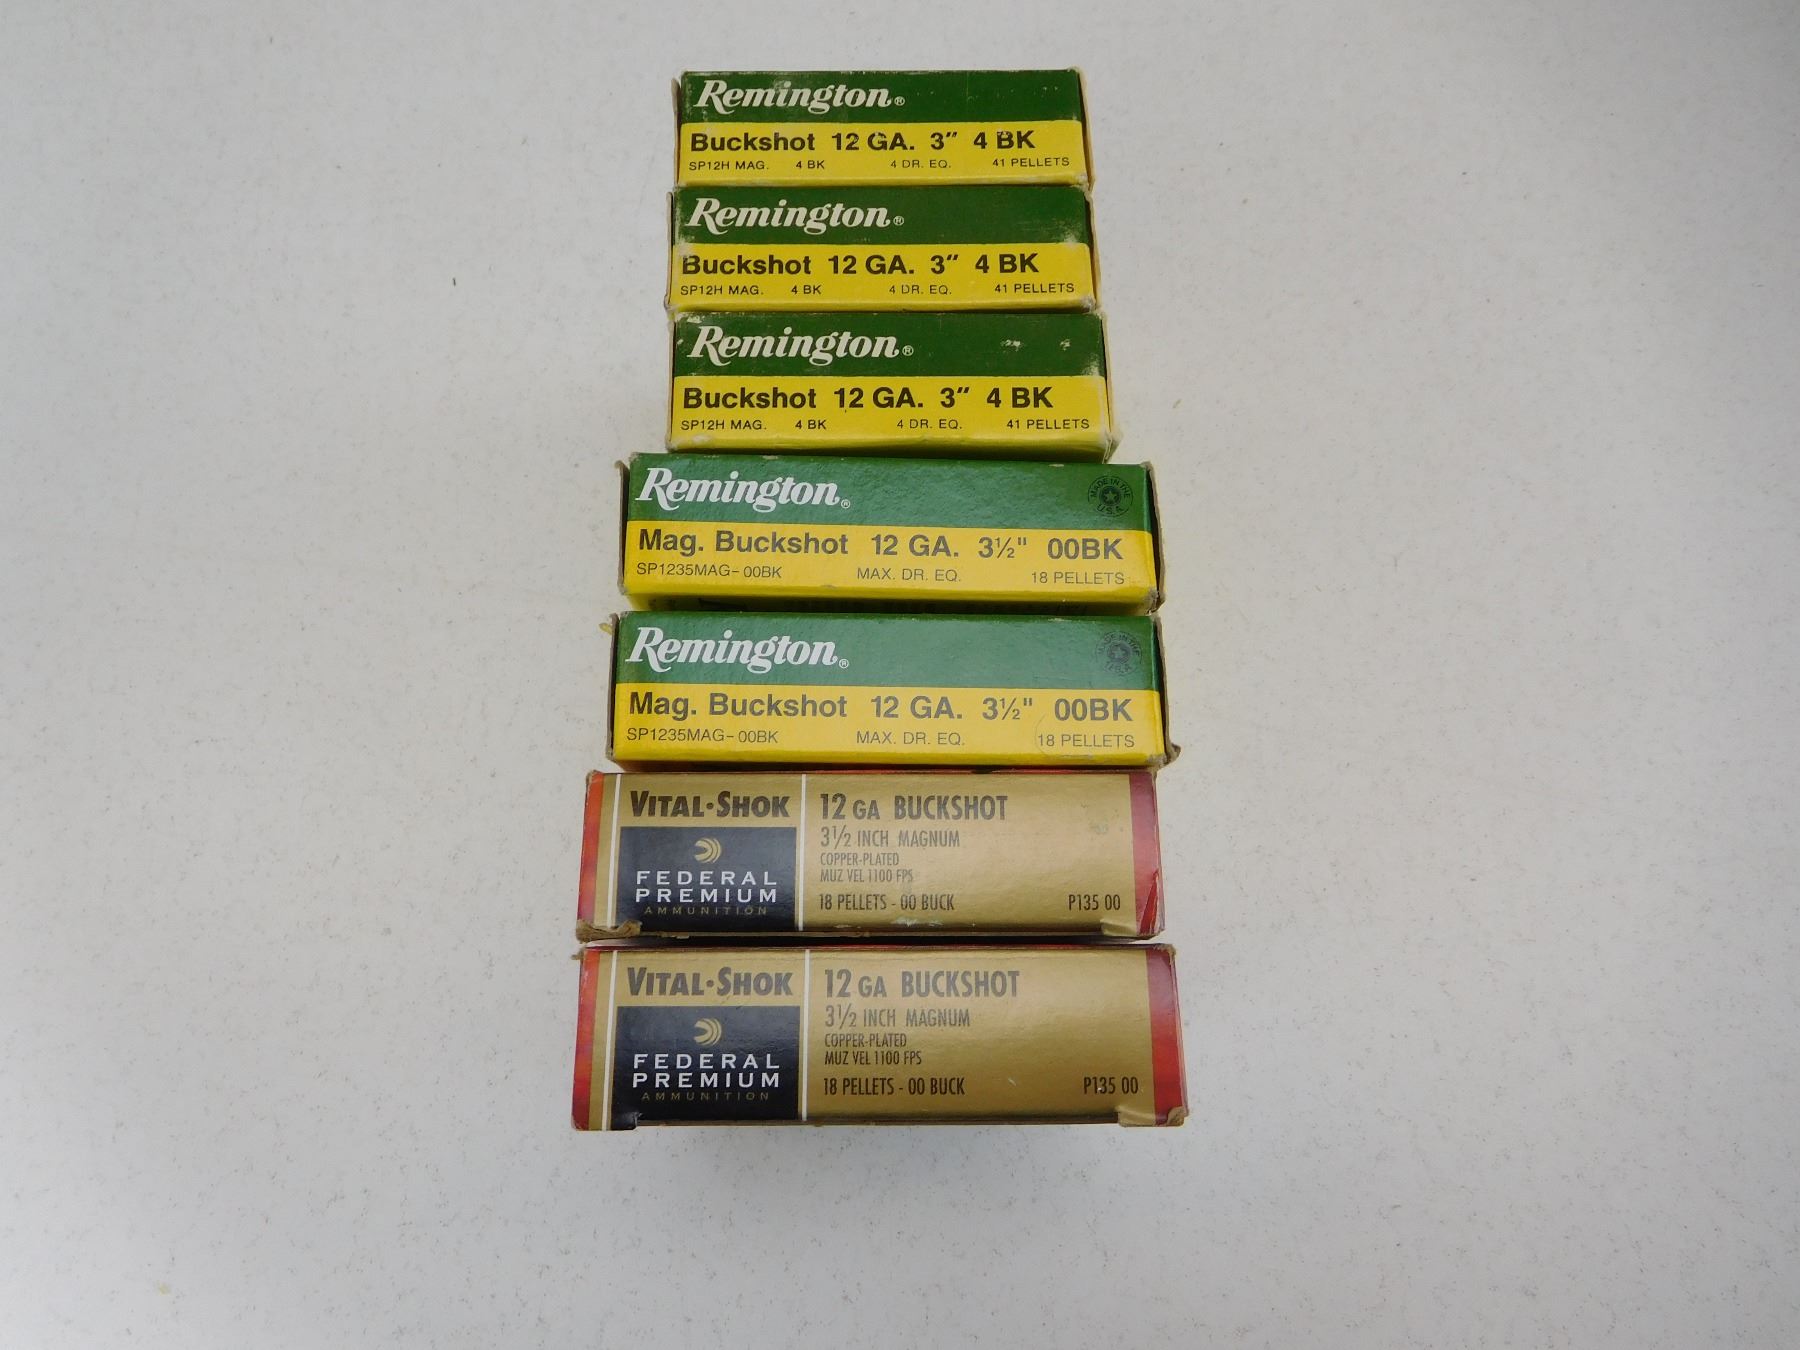 Remington®
Buckshot 12 GA. 3" 4 BK
SP12H MAG. 4 BK 4 DR. EQ. 41 PELLETS
Remington®
Buckshot 12 GA. 3" 4 BK
SP12H MAG. 4 BK 4 DR. EQ. 41 PELLETS
Remington®
Buckshot 12 GA. 3" 4 BK
SP12H MAG. 4 BK 4 DR. EQ. 41 PELLETS
Remington®
MADE IN THE U.S.A.
Mag. Buckshot 12 GA. 3½" 00BK
SP1235MAG-00BK MAX. DR. EQ. 18 PELLETS
Remington®
MADE IN THE U.S.A.
Mag. Buckshot 12 GA. 3½" 00BK
SP1235MAG-00BK MAX. DR. EQ. 18 PELLETS
VITAL·SHOK
FEDERAL
PREMIUM
AMMUNITION
12 GA BUCKSHOT
3½ INCH MAGNUM
COPPER-PLATED
MUZ VEL 1100 FPS
18 PELLETS - 00 BUCK P135 00
VITAL·SHOK
FEDERAL
PREMIUM
AMMUNITION
12 GA BUCKSHOT
3½ INCH MAGNUM
COPPER-PLATED
MUZ VEL 1100 FPS
18 PELLETS - 00 BUCK P135 00